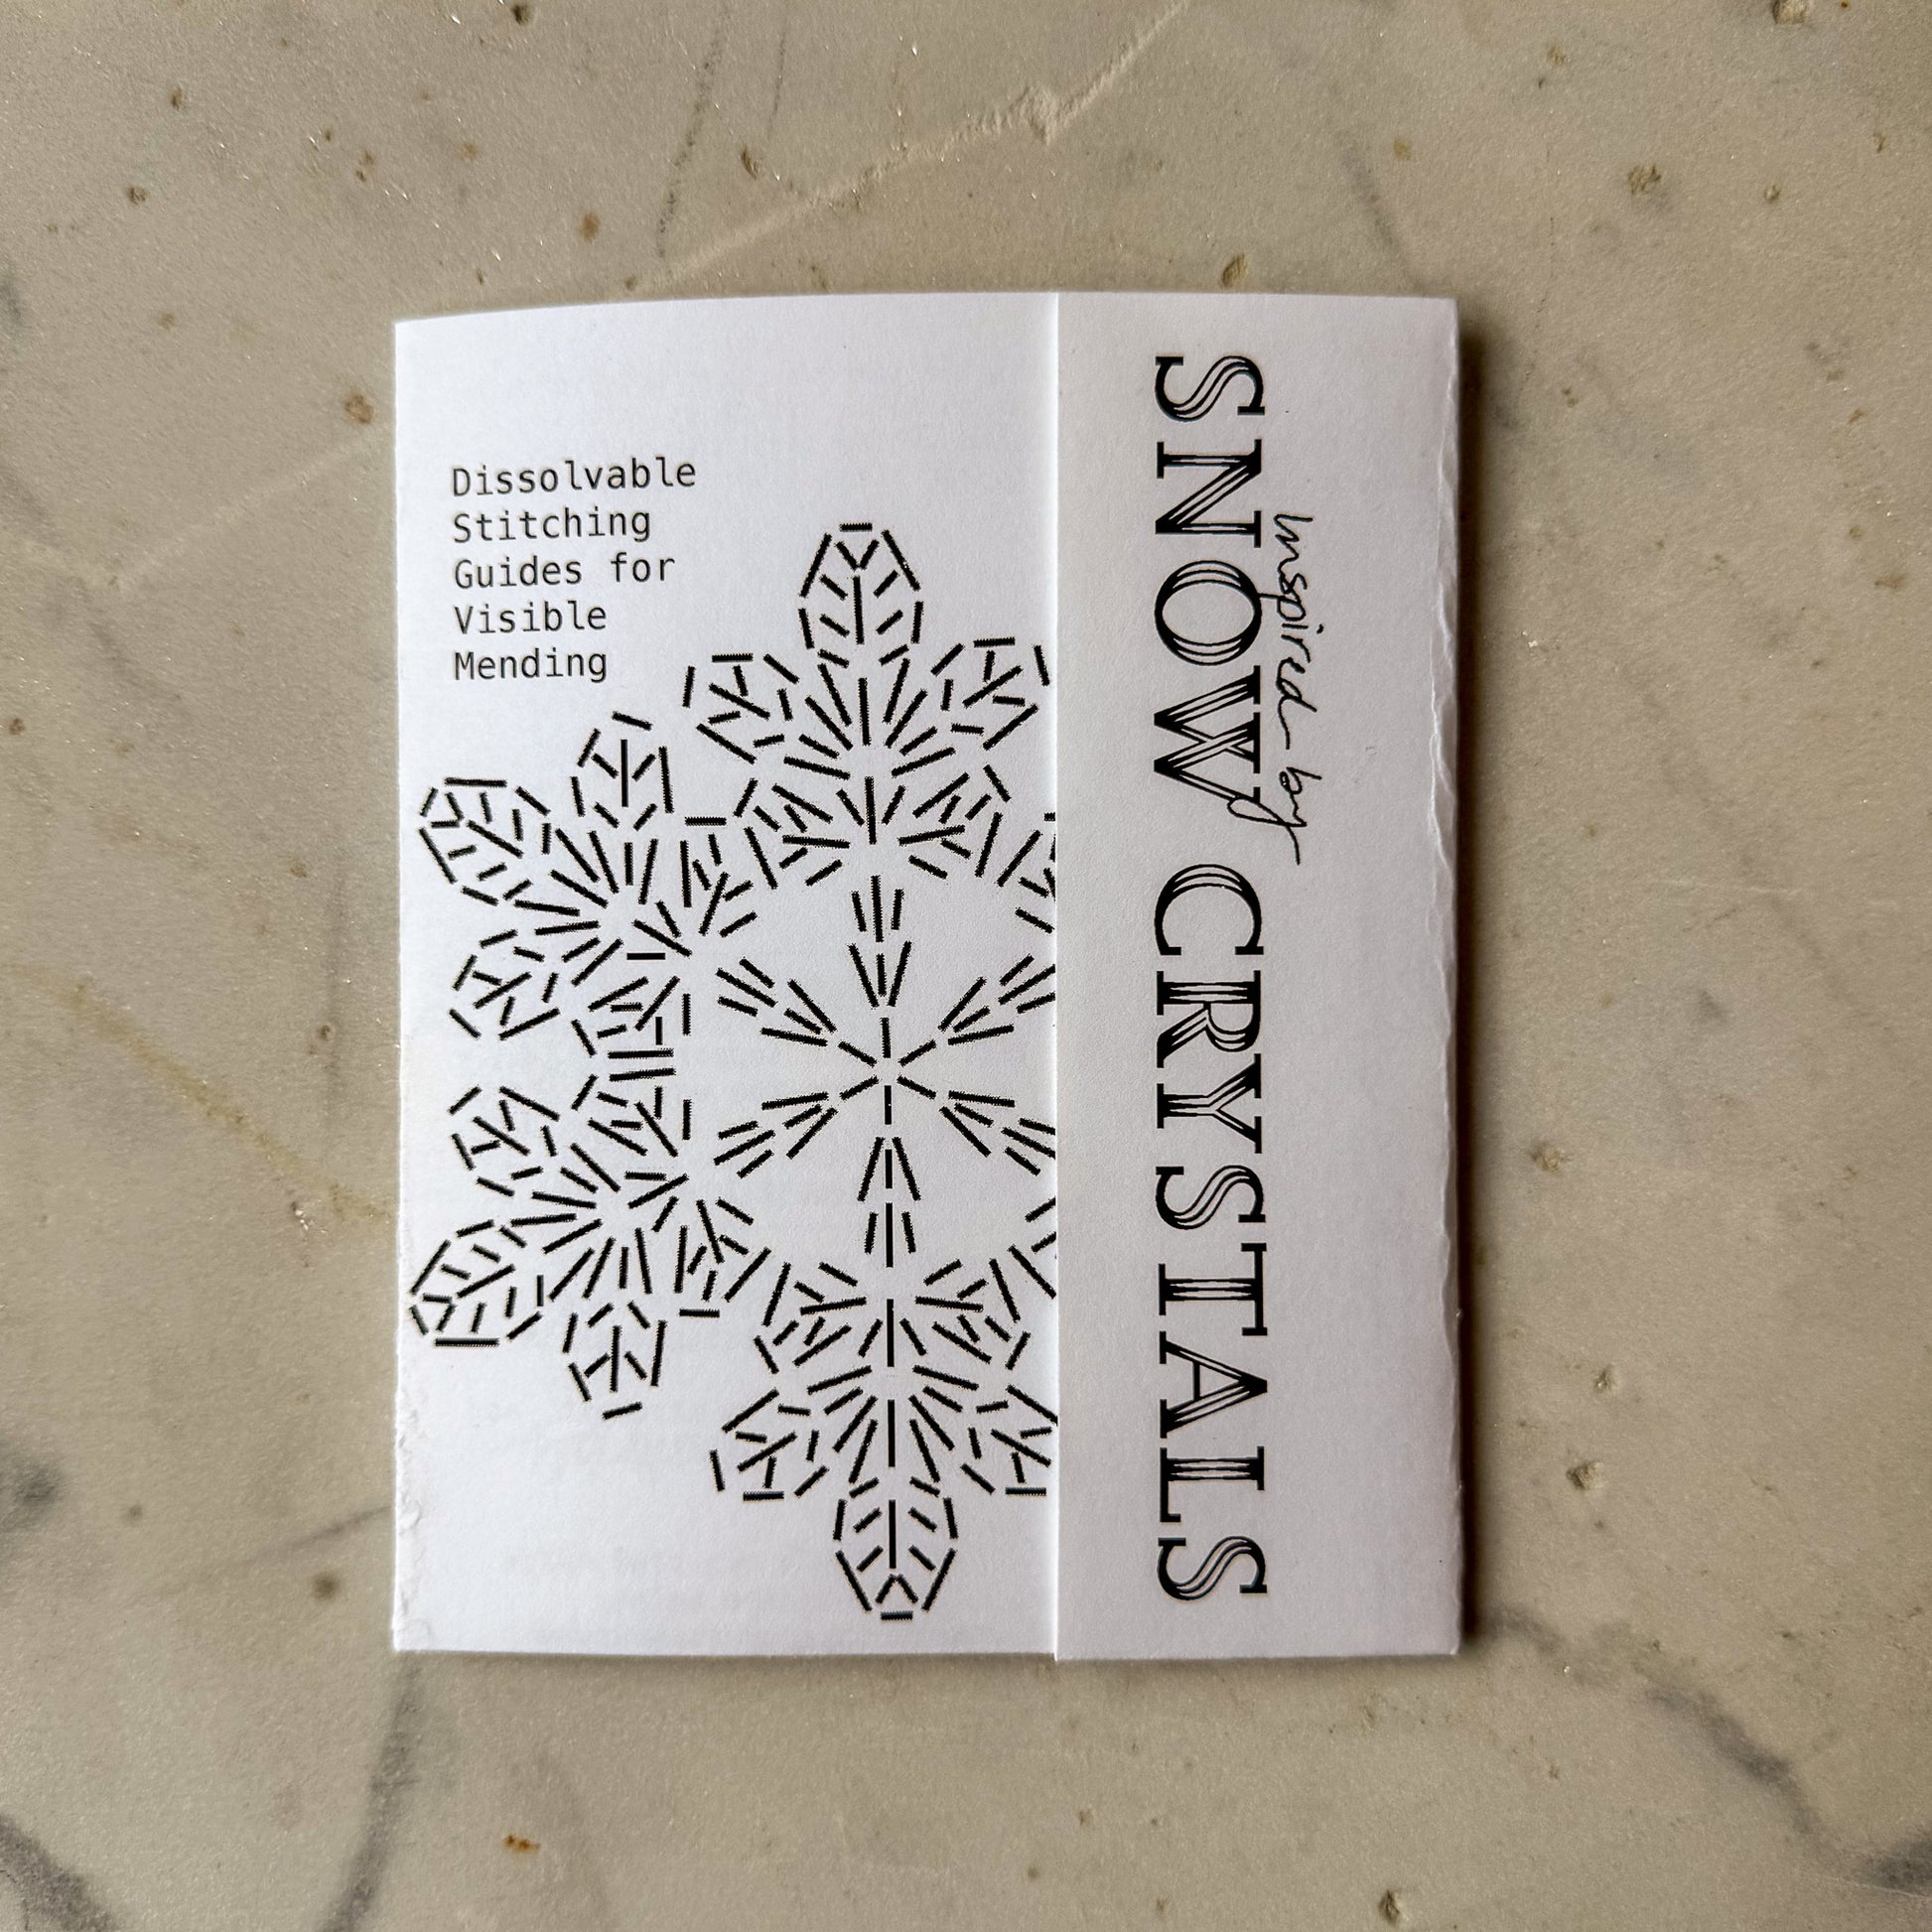 Dissolvable
Stitching
Guides for
Visible
Mending
Inspired by
SNOW CRYSTALS